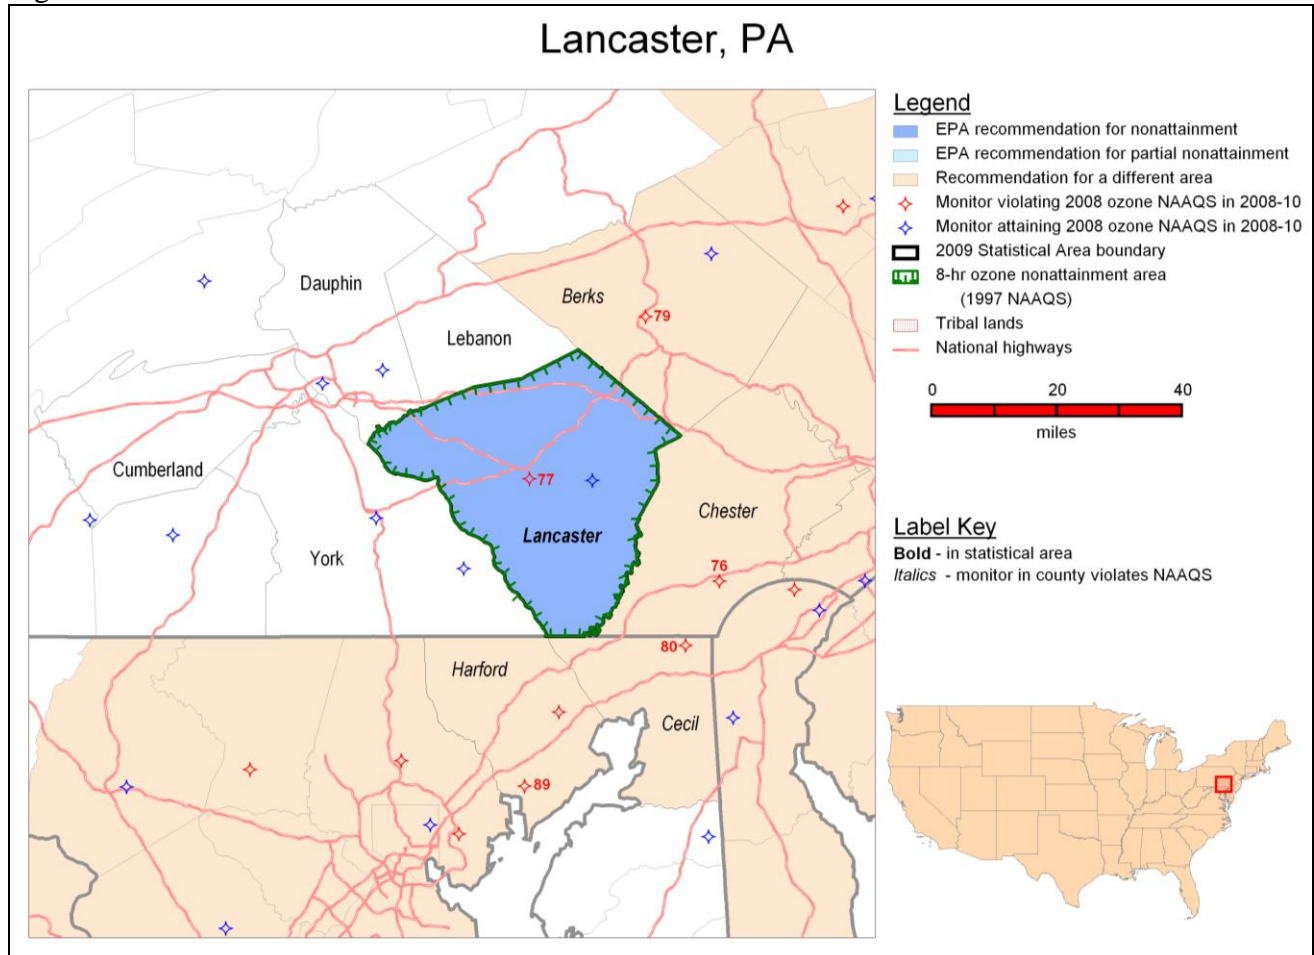 Lancaster, PA
Legend
EPA recommendation for nonattainment
EPA recommendation for partial nonattainment
Recommendation for a different area
Monitor violating 2008 ozone NAAQS in 2008-10
Monitor attaining 2008 ozone NAAQS in 2008-10
2009 Statistical Area boundary
8-hr ozone nonattainment area
(1997 NAAQS)
Tribal lands
National highways
0 20 40
miles
Label Key
Bold - in statistical area
Italics - monitor in county violates NAAQS
Dauphin
Berks
79
Lebanon
Cumberland
77
Chester
Lancaster
York
76
80
Harford
Cecil
89